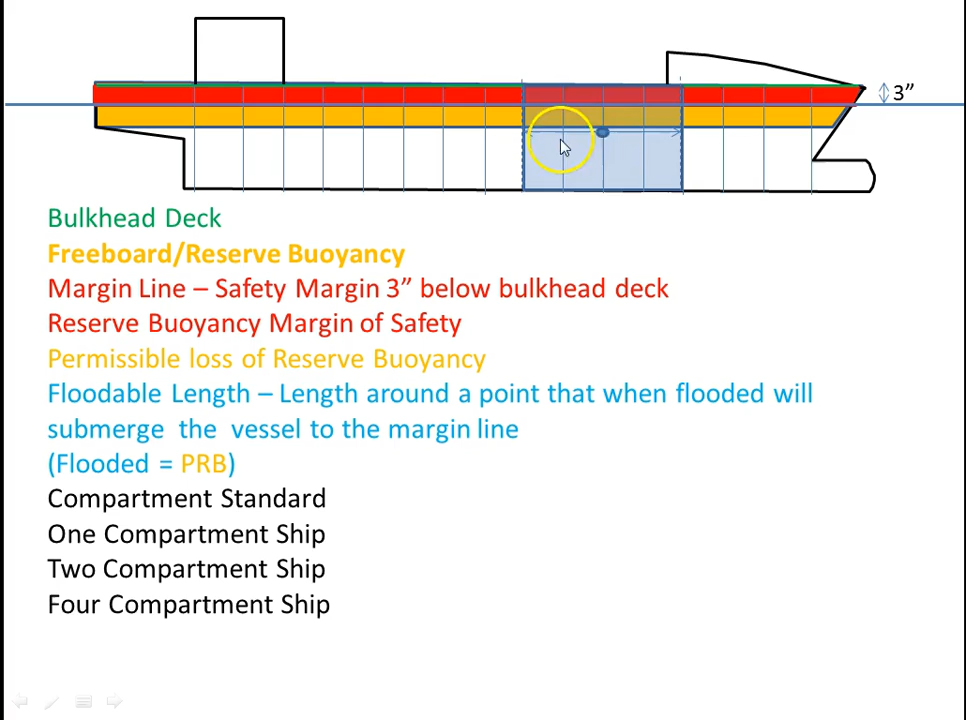 3”
Bulkhead Deck
Freeboard/Reserve Buoyancy
Margin Line – Safety Margin 3” below bulkhead deck
Reserve Buoyancy Margin of Safety
Permissible loss of Reserve Buoyancy
Floodable Length – Length around a point that when flooded will
submerge the vessel to the margin line
(Flooded = PRB)
Compartment Standard
One Compartment Ship
Two Compartment Ship
Four Compartment Ship